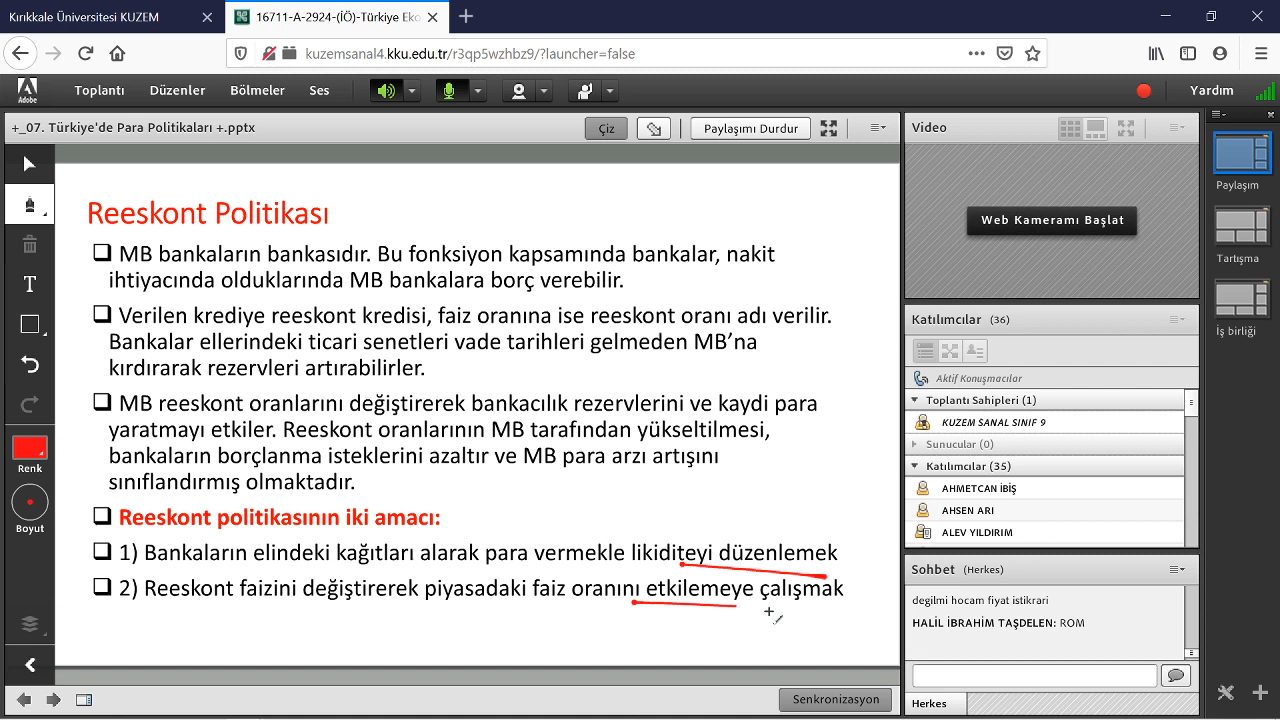 Kırıkkale Üniversitesi KUZEM
16711-A-2924-(İÖ)-Türkiye Eko
kuzemsanal4.kku.edu.tr/r3qp5wzhbz9/?launcher=false
Adobe
Toplantı Düzenler Bölmeler Ses Yardım
+_07. Türkiye'de Para Politikaları +.pptx
Çiz
Paylaşımı Durdur
Reeskont Politikası
MB bankaların bankasıdır. Bu fonksiyon kapsamında bankalar, nakit
ihtiyacında olduklarında MB bankalara borç verebilir.
Verilen krediye reeskont kredisi, faiz oranına ise reeskont oranı adı verilir.
Bankalar ellerindeki ticari senetleri vade tarihleri gelmeden MB’na
kırdırarak rezervleri artırabilirler.
MB reeskont oranlarını değiştirerek bankacılık rezervlerini ve kaydi para
yaratmayı etkiler. Reeskont oranlarının MB tarafından yükseltilmesi,
bankaların borçlanma isteklerini azaltır ve MB para arzı artışını
sınıflandırmış olmaktadır.
Reeskont politikasının iki amacı:
1) Bankaların elindeki kağıtları alarak para vermekle likiditeyi düzenlemek
2) Reeskont faizini değiştirerek piyasadaki faiz oranını etkilemeye çalışmak
T
Renk
Boyut
Senkronizasyon
Video
Web Kameramı Başlat
Katılımcılar (36)
Aktif Konuşmacılar
Toplantı Sahipleri (1)
KUZEM SANAL SINIF 9
Sunucular (0)
Katılımcılar (35)
AHMETCAN İBİŞ
AHSEN ARI
ALEV YILDIRIM
Sohbet (Herkes)
degilmi hocam fiyat istikrari
HALİL İBRAHİM TAŞDELEN: ROM
Herkes
Paylaşım
Tartışma
İş birliği